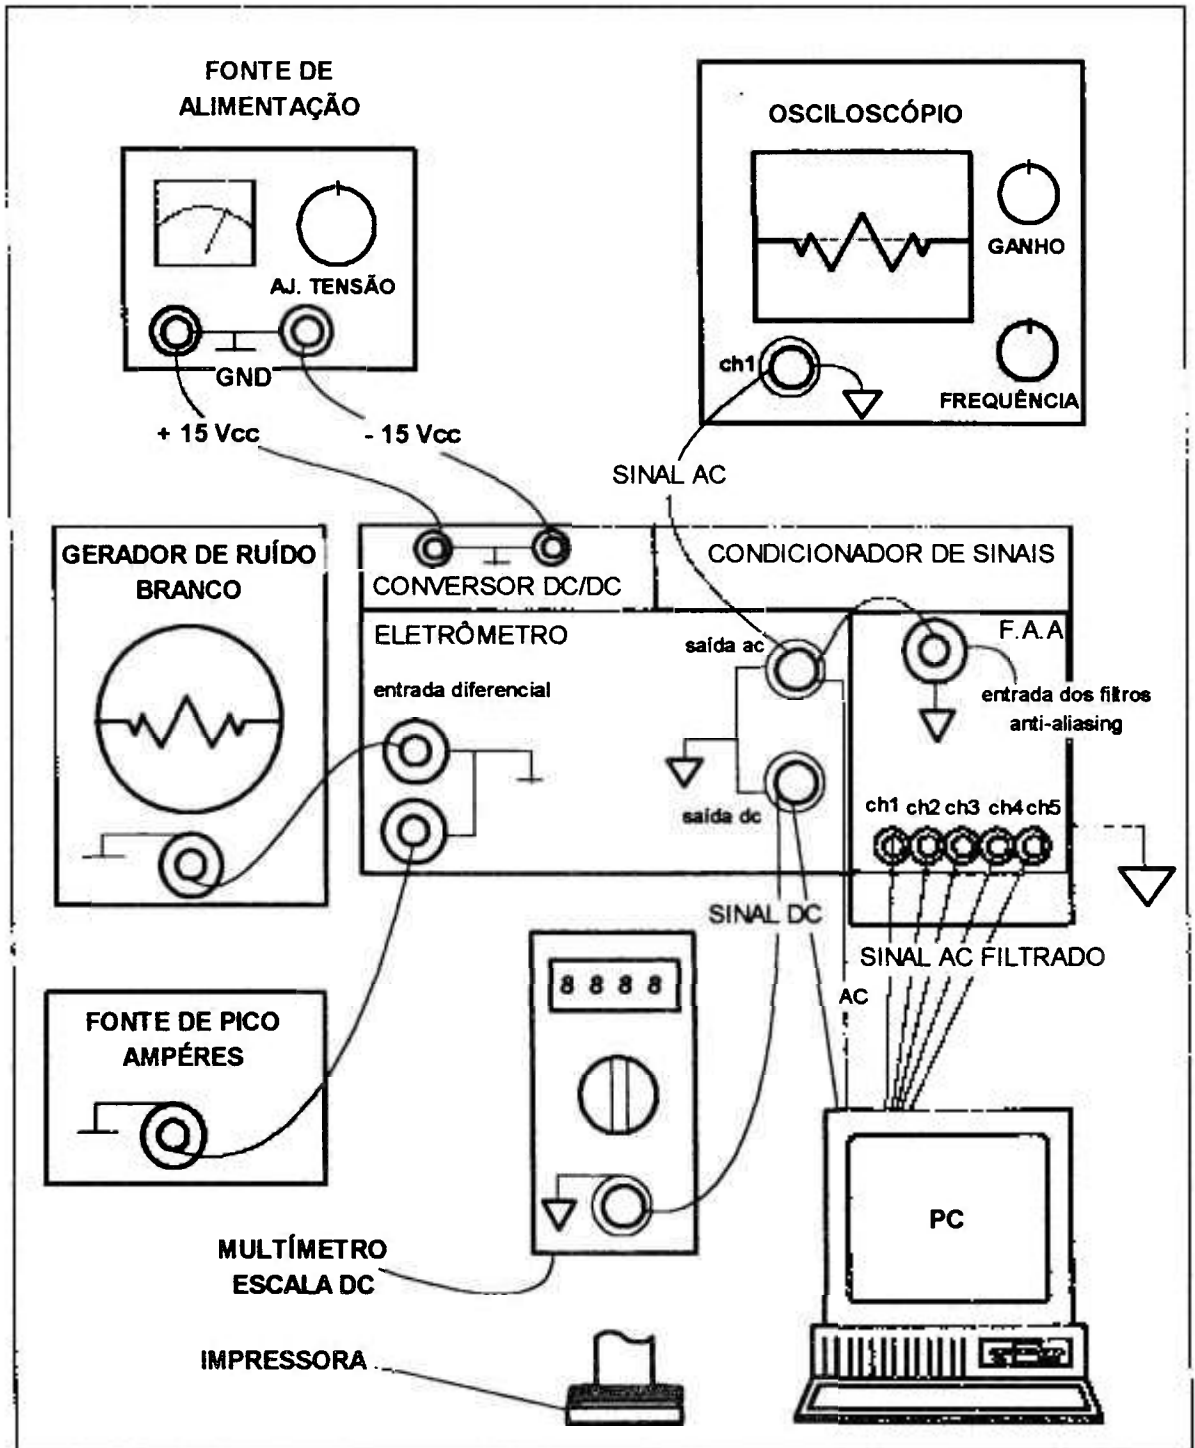 FONTE DE
ALIMENTAÇÃO
AJ. TENSÃO
GND
+ 15 Vcc
- 15 Vcc
OSCILOSCÓPIO
GANHO
ch1
FREQUÊNCIA
SINAL AC
GERADOR DE RUÍDO
BRANCO
CONVERSOR DC/DC
CONDICIONADOR DE SINAIS
ELETRÔMETRO
entrada diferencial
saída ac
saída dc
F.A.A
entrada dos filtros
anti-aliasing
ch1 ch2 ch3 ch4 ch5
SINAL DC
SINAL AC FILTRADO
AC
8 8 8 8
FONTE DE PICO
AMPÉRES
MULTÍMETRO
ESCALA DC
PC
IMPRESSORA